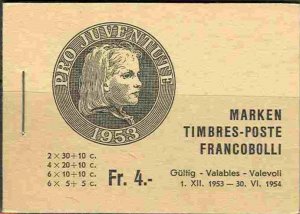 PRO JUVENTUTE
1953
MARKEN
TIMBRES-POSTE
FRANCOBOLLI
2 × 30 + 10 c.
4 × 20 + 10 c.
6 × 10 + 10 c.
6 × 5 + 5 c.
Fr. 4.-
Gültig - Valables - Valevoli
1. XII. 1953 — 30. VI. 1954